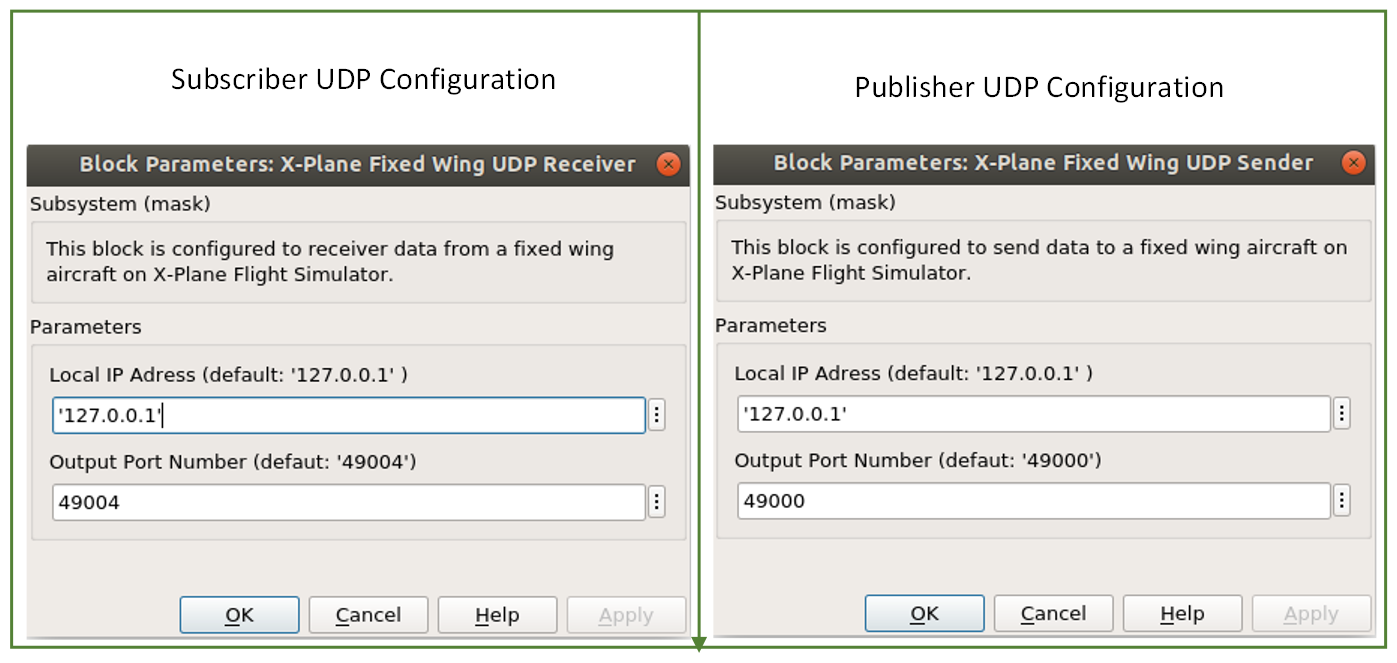 Subscriber UDP Configuration
Block Parameters: X-Plane Fixed Wing UDP Receiver
Subsystem (mask)
This block is configured to receiver data from a fixed wing
aircraft on X-Plane Flight Simulator.
Parameters
Local IP Adress (default: '127.0.0.1' )
'127.0.0.1'
Output Port Number (defaut: '49004')
49004
OK Cancel Help Apply
Publisher UDP Configuration
Block Parameters: X-Plane Fixed Wing UDP Sender
Subsystem (mask)
This block is configured to send data to a fixed wing aircraft on
X-Plane Flight Simulator.
Parameters
Local IP Adress (default: '127.0.0.1' )
'127.0.0.1'
Output Port Number (defaut: '49000')
49000
OK Cancel Help Apply